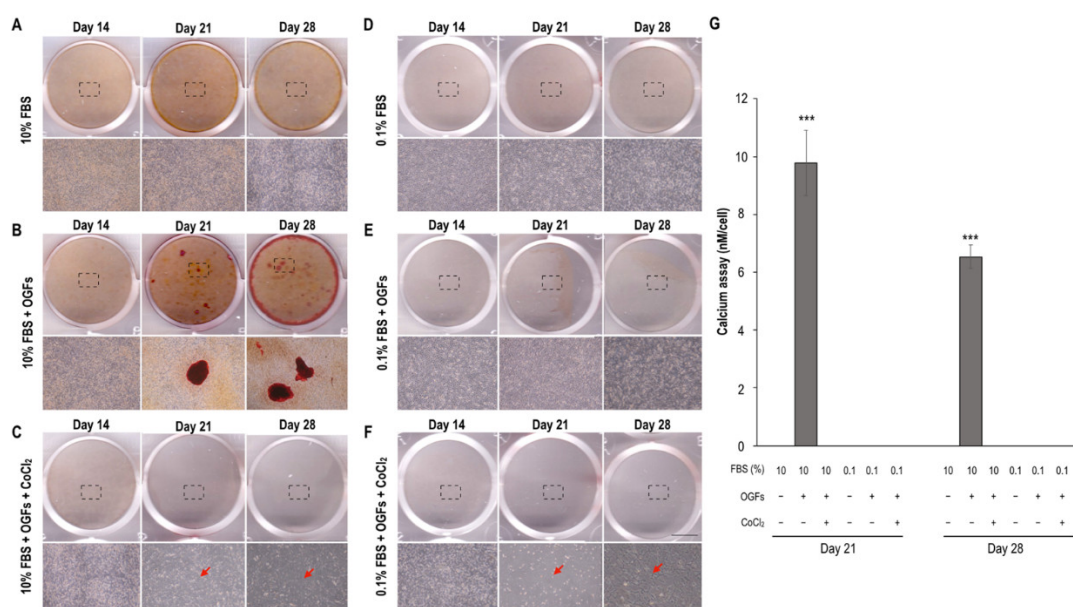 A
Day 14 Day 21 Day 28
10% FBS
B
Day 14 Day 21 Day 28
10% FBS + OGFs
C
Day 14 Day 21 Day 28
10% FBS + OGFs + CoCl₂
D
Day 14 Day 21 Day 28
0.1% FBS
E
Day 14 Day 21 Day 28
0.1% FBS + OGFs
F
Day 14 Day 21 Day 28
0.1% FBS + OGFs + CoCl₂
G
Calcium assay (nM/cell)
12
10
8
6
4
2
0
***
***
FBS (%) 10 10 10 0.1 0.1 0.1 10 10 10 0.1 0.1 0.1
OGFs – + + – + + – + + – + +
CoCl₂ – – + – – + – – + – – +
Day 21 Day 28